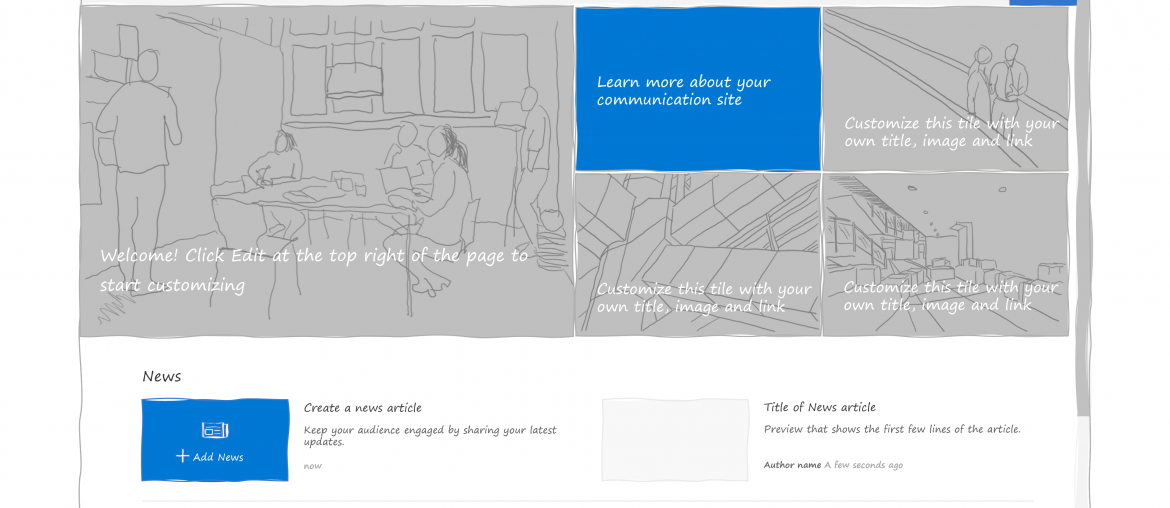 Welcome! Click Edit at the top right of the page to
start customizing
Learn more about your
communication site
Customize this tile with your
own title, image and link
Customize this tile with your
own title, image and link
Customize this tile with your
own title, image and link
News
Add News
Create a news article
Keep your audience engaged by sharing your latest
updates.
now
Title of News article
Preview that shows the first few lines of the article.
Author name A few seconds ago